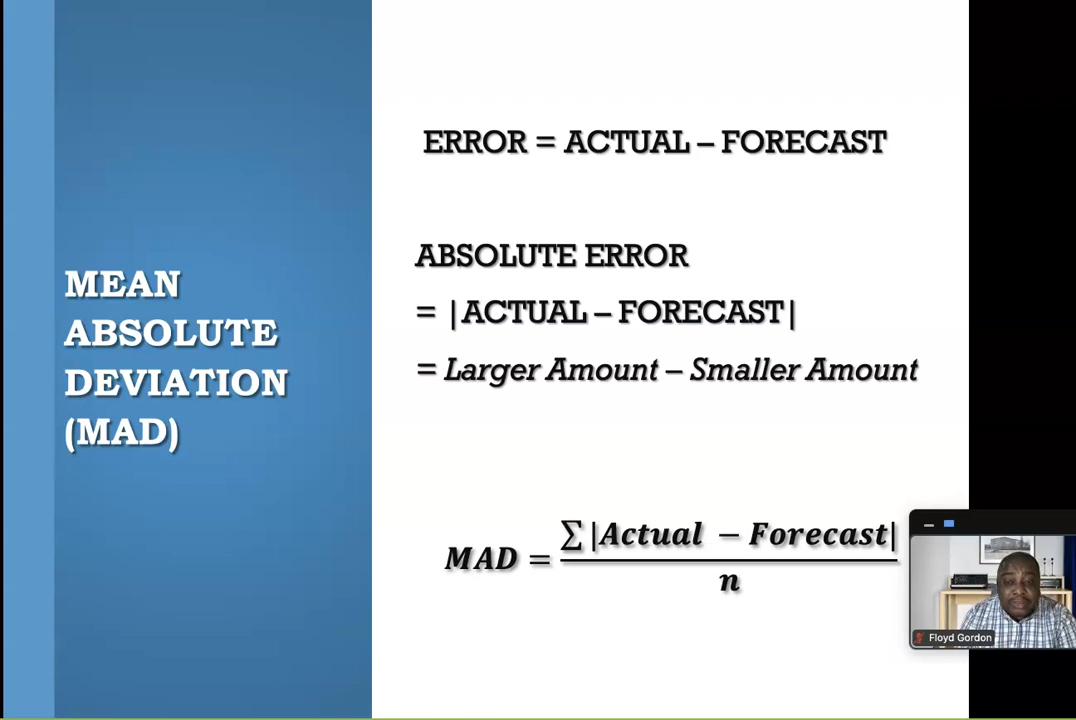 MEAN
ABSOLUTE
DEVIATION
(MAD)
ERROR = ACTUAL – FORECAST
ABSOLUTE ERROR
= |ACTUAL – FORECAST|
= Larger Amount – Smaller Amount
MAD = ∑|Actual − Forecast|
n
Floyd Gordon